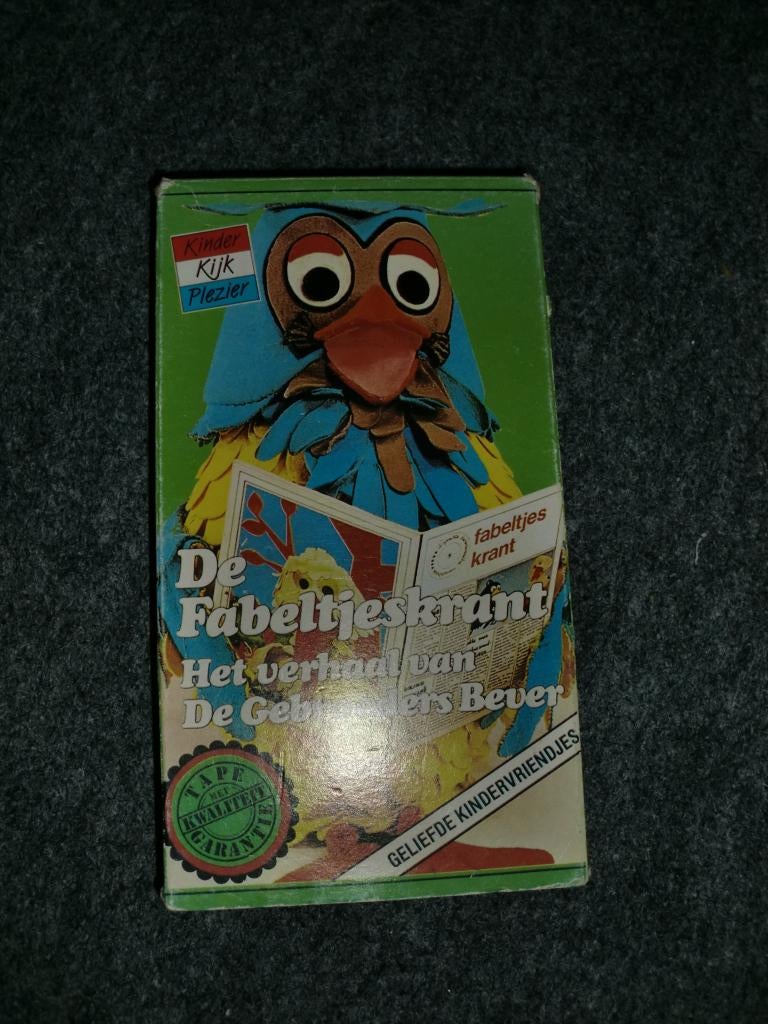 Kinder
Kijk
Plezier
fabeltjes
krant
De
Fabeltjeskrant
Het verhaal van
De Gebroeders Bever
TAPE
MET
KWALITEIT
GARANTIE
GELIEFDE KINDERVRIENDJES